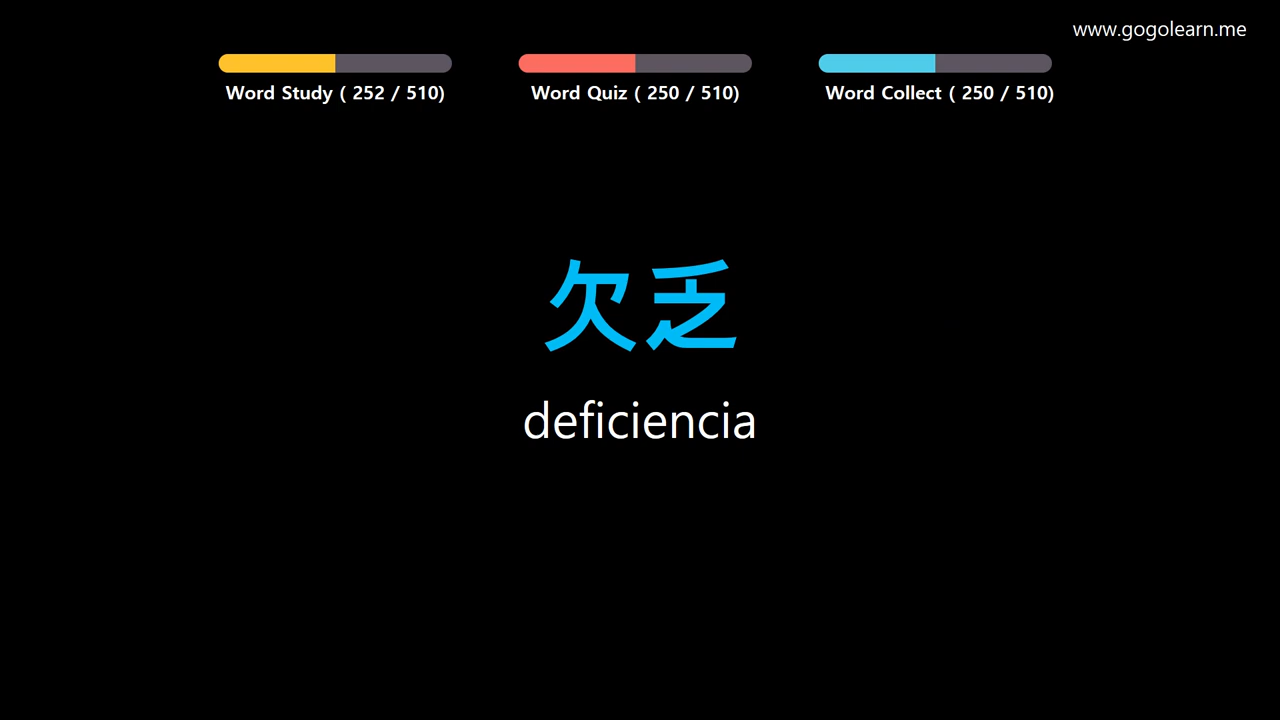 www.gogolearn.me
Word Study ( 252 / 510)
Word Quiz ( 250 / 510)
Word Collect ( 250 / 510)
欠乏
deficiencia